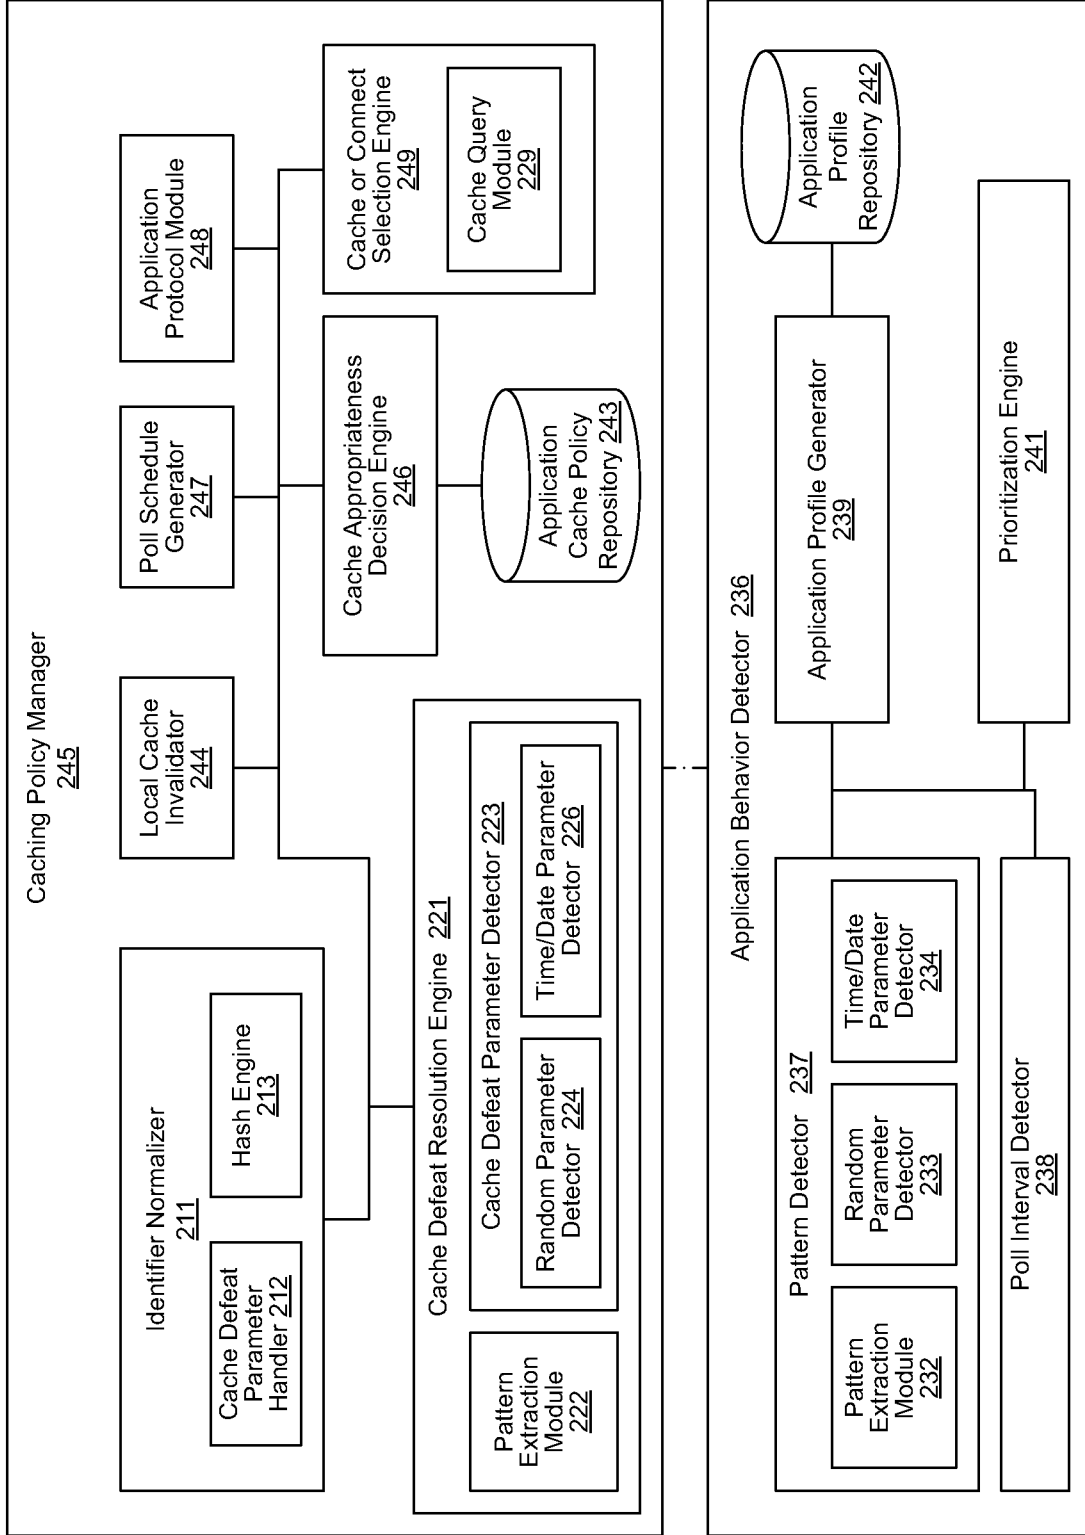 Caching Policy Manager
245
Identifier Normalizer
211
Cache Defeat
Parameter
Handler 212
Hash Engine
213
Local Cache
Invalidator
244
Poll Schedule
Generator
247
Application
Protocol Module
248
Cache Defeat Resolution Engine 221
Pattern
Extraction
Module
222
Cache Defeat Parameter Detector 223
Random Parameter
Detector 224
Time/Date Parameter
Detector 226
Cache Appropriateness
Decision Engine
246
Application
Cache Policy
Repository 243
Cache or Connect
Selection Engine
249
Cache Query
Module
229
Application Behavior Detector 236
Pattern Detector 237
Pattern
Extraction
Module
232
Random
Parameter
Detector
233
Time/Date
Parameter
Detector
234
Poll Interval Detector
238
Application Profile Generator
239
Application
Profile
Repository 242
Prioritization Engine
241